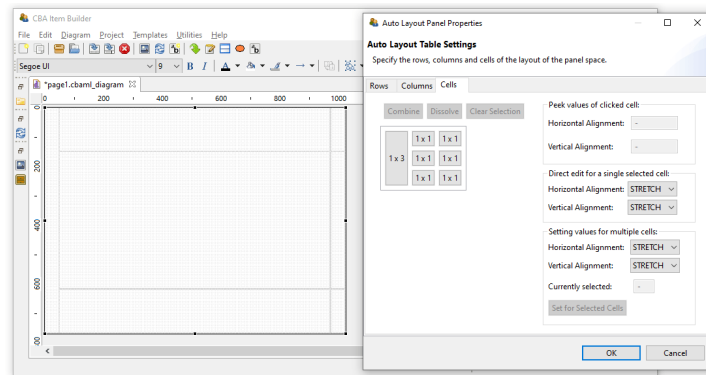 CBA Item Builder
File Edit Diagram Project Templates Utilities Help
Segoe UI 9 B I A
*page1.cbaml_diagram
0 200 400 600 800 1000
0
200
400
600
Auto Layout Panel Properties
Auto Layout Table Settings
Specify the rows, columns and cells of the layout of the panel space.
Rows Columns Cells
Combine Dissolve Clear Selection
1 x 3
1 x 1 1 x 1
1 x 1 1 x 1
1 x 1 1 x 1
Peek values of clicked cell:
Horizontal Alignment: -
Vertical Alignment: -
Direct edit for a single selected cell:
Horizontal Alignment: STRETCH
Vertical Alignment: STRETCH
Setting values for multiple cells:
Horizontal Alignment: STRETCH
Vertical Alignment: STRETCH
Currently selected: -
Set for Selected Cells
OK Cancel